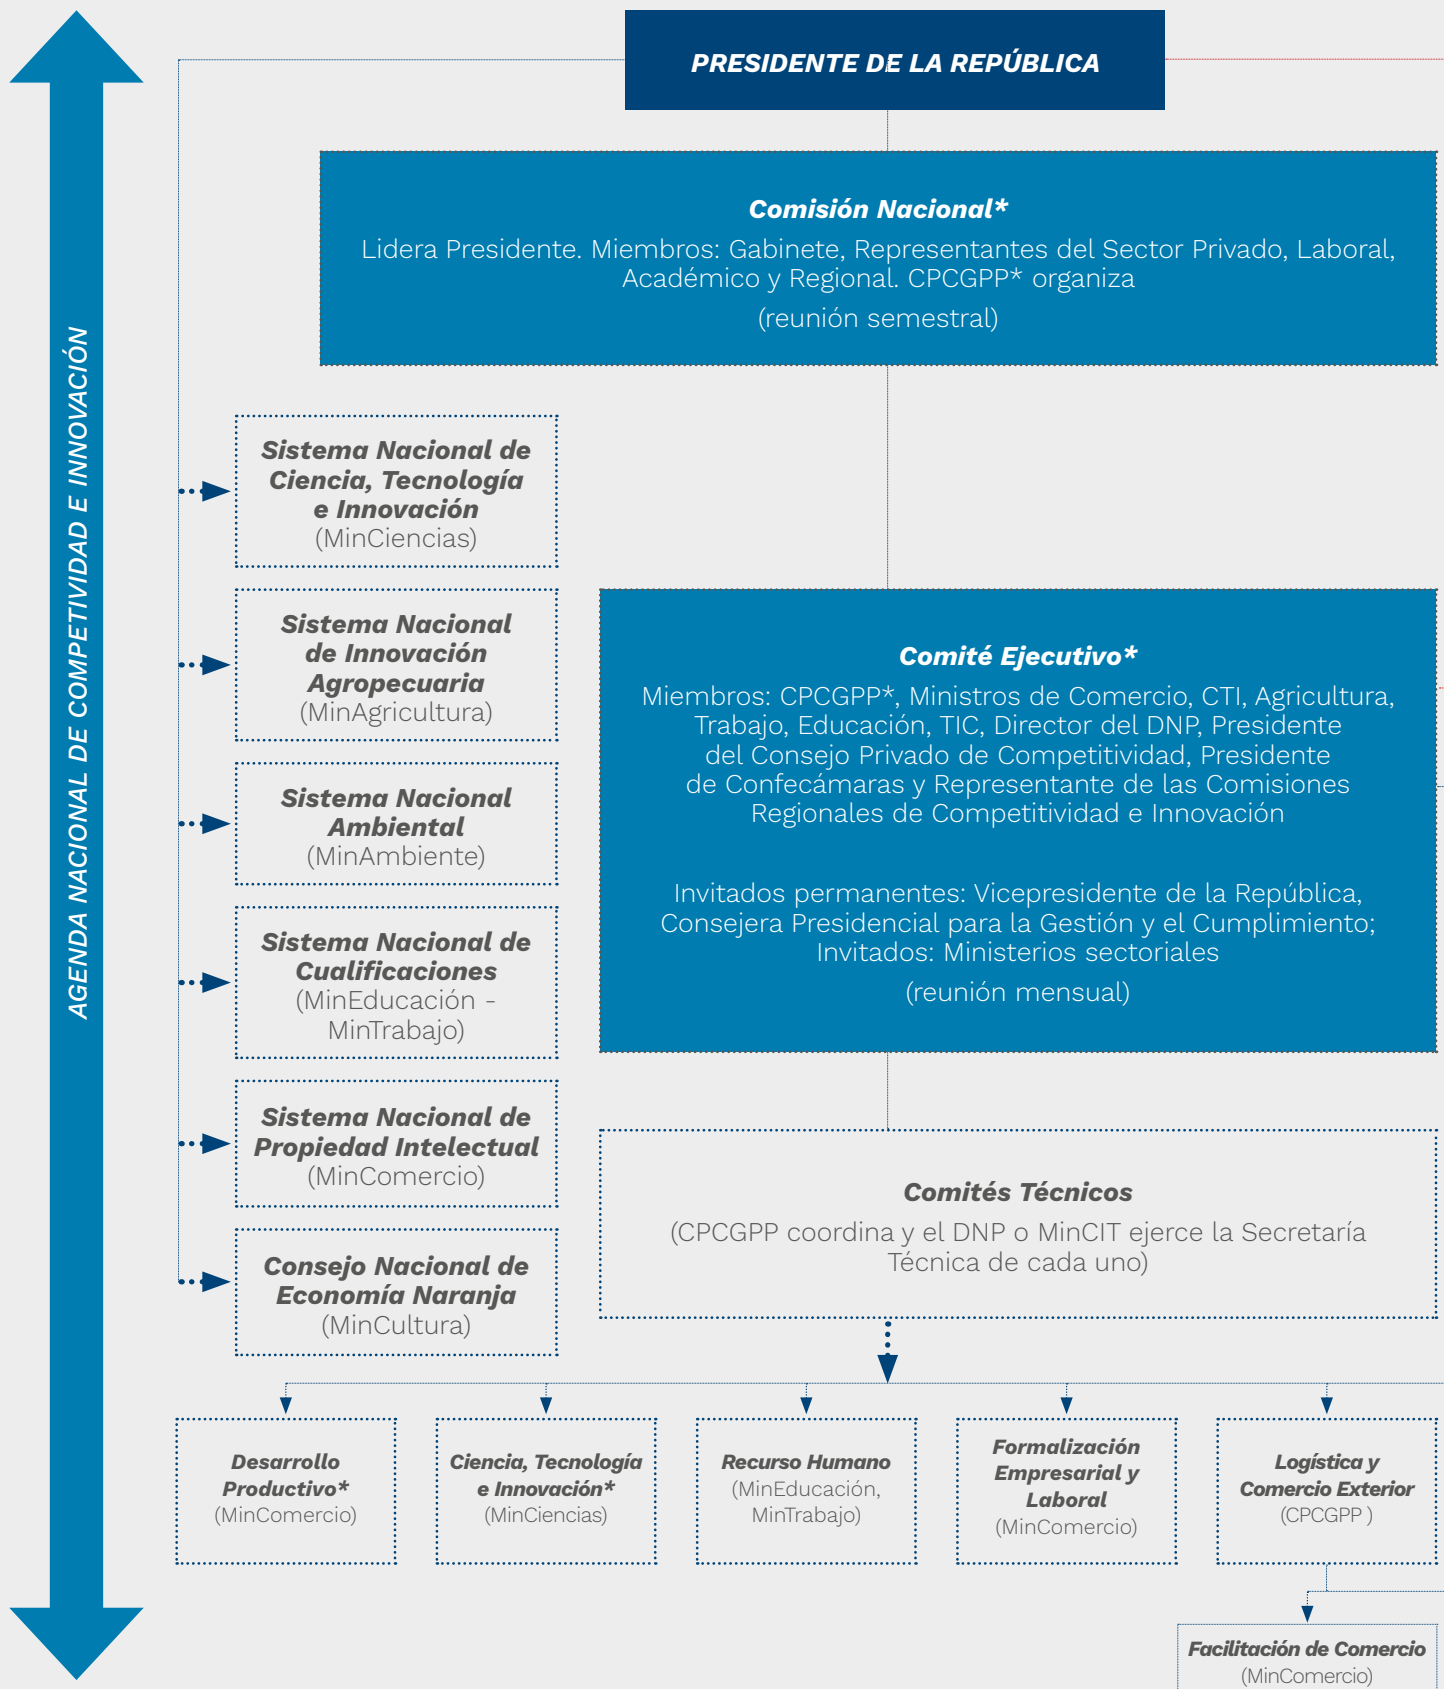 AGENDA NACIONAL DE COMPETIVIDAD E INNOVACIÓN
PRESIDENTE DE LA REPÚBLICA
Comisión Nacional*
Lidera Presidente. Miembros: Gabinete, Representantes del Sector Privado, Laboral,
Académico y Regional. CPCGPP* organiza
(reunión semestral)
Sistema Nacional de
Ciencia, Tecnología
e Innovación
(MinCiencias)
Sistema Nacional
de Innovación
Agropecuaria
(MinAgricultura)
Sistema Nacional
Ambiental
(MinAmbiente)
Sistema Nacional de
Cualificaciones
(MinEducación -
MinTrabajo)
Sistema Nacional de
Propiedad Intelectual
(MinComercio)
Consejo Nacional de
Economía Naranja
(MinCultura)
Comité Ejecutivo*
Miembros: CPCGPP*, Ministros de Comercio, CTI, Agricultura,
Trabajo, Educación, TIC, Director del DNP, Presidente
del Consejo Privado de Competitividad, Presidente
de Confecámaras y Representante de las Comisiones
Regionales de Competitividad e Innovación
Invitados permanentes: Vicepresidente de la República,
Consejera Presidencial para la Gestión y el Cumplimiento;
Invitados: Ministerios sectoriales
(reunión mensual)
Comités Técnicos
(CPCGPP coordina y el DNP o MinCIT ejerce la Secretaría
Técnica de cada uno)
Desarrollo
Productivo*
(MinComercio)
Ciencia, Tecnología
e Innovación*
(MinCiencias)
Recurso Humano
(MinEducación,
MinTrabajo)
Formalización
Empresarial y
Laboral
(MinComercio)
Logística y
Comercio Exterior
(CPCGPP )
Facilitación de Comercio
(MinComercio)